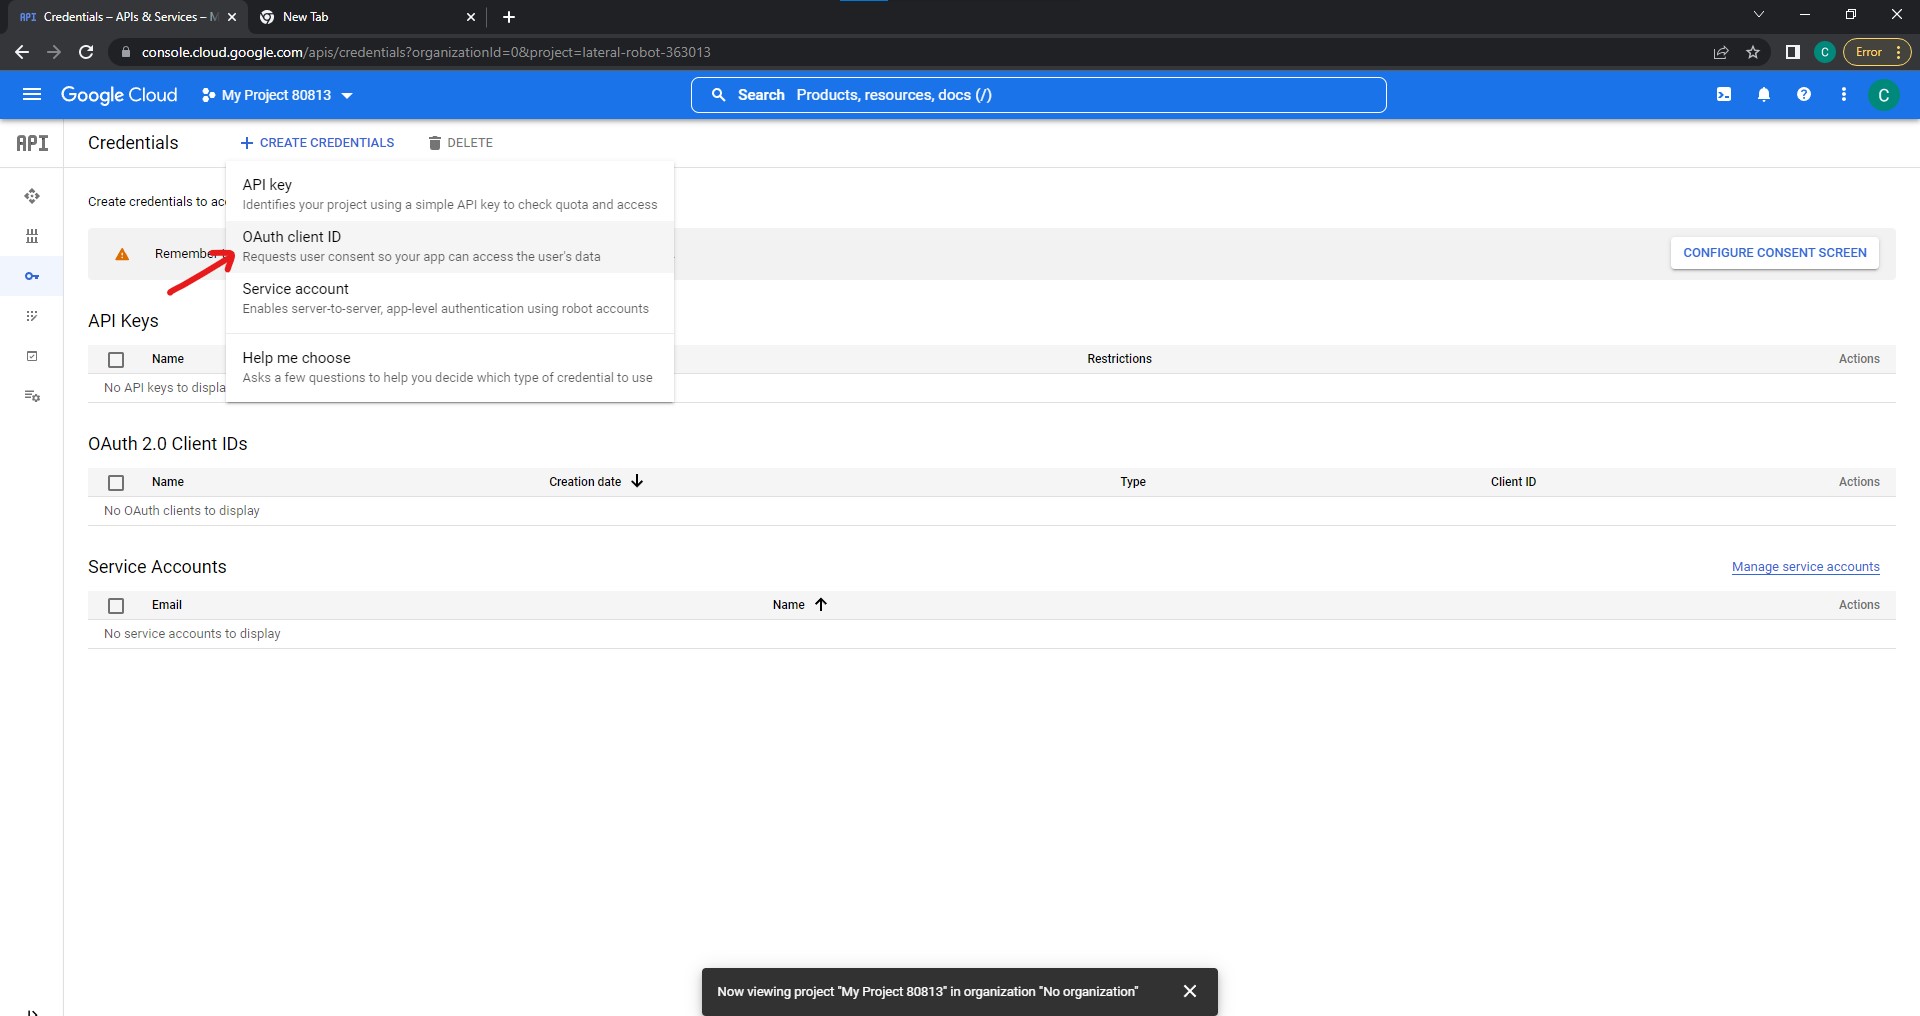 API Credentials – APIs & Services – M
New Tab
console.cloud.google.com/apis/credentials?organizationId=0&project=lateral-robot-363013
C
Error
Google Cloud
My Project 80813
Search Products, resources, docs (/)
C
API
Credentials
CREATE CREDENTIALS
DELETE
API key
Identifies your project using a simple API key to check quota and access
Create credentials to ac
OAuth client ID
Requests user consent so your app can access the user's data
Remember
CONFIGURE CONSENT SCREEN
Service account
Enables server-to-server, app-level authentication using robot accounts
API Keys
Help me choose
Asks a few questions to help you decide which type of credential to use
Name
Restrictions
Actions
No API keys to displa
OAuth 2.0 Client IDs
Name
Creation date
Type
Client ID
Actions
No OAuth clients to display
Service Accounts
Manage service accounts
Email
Name
Actions
No service accounts to display
Now viewing project "My Project 80813" in organization "No organization"